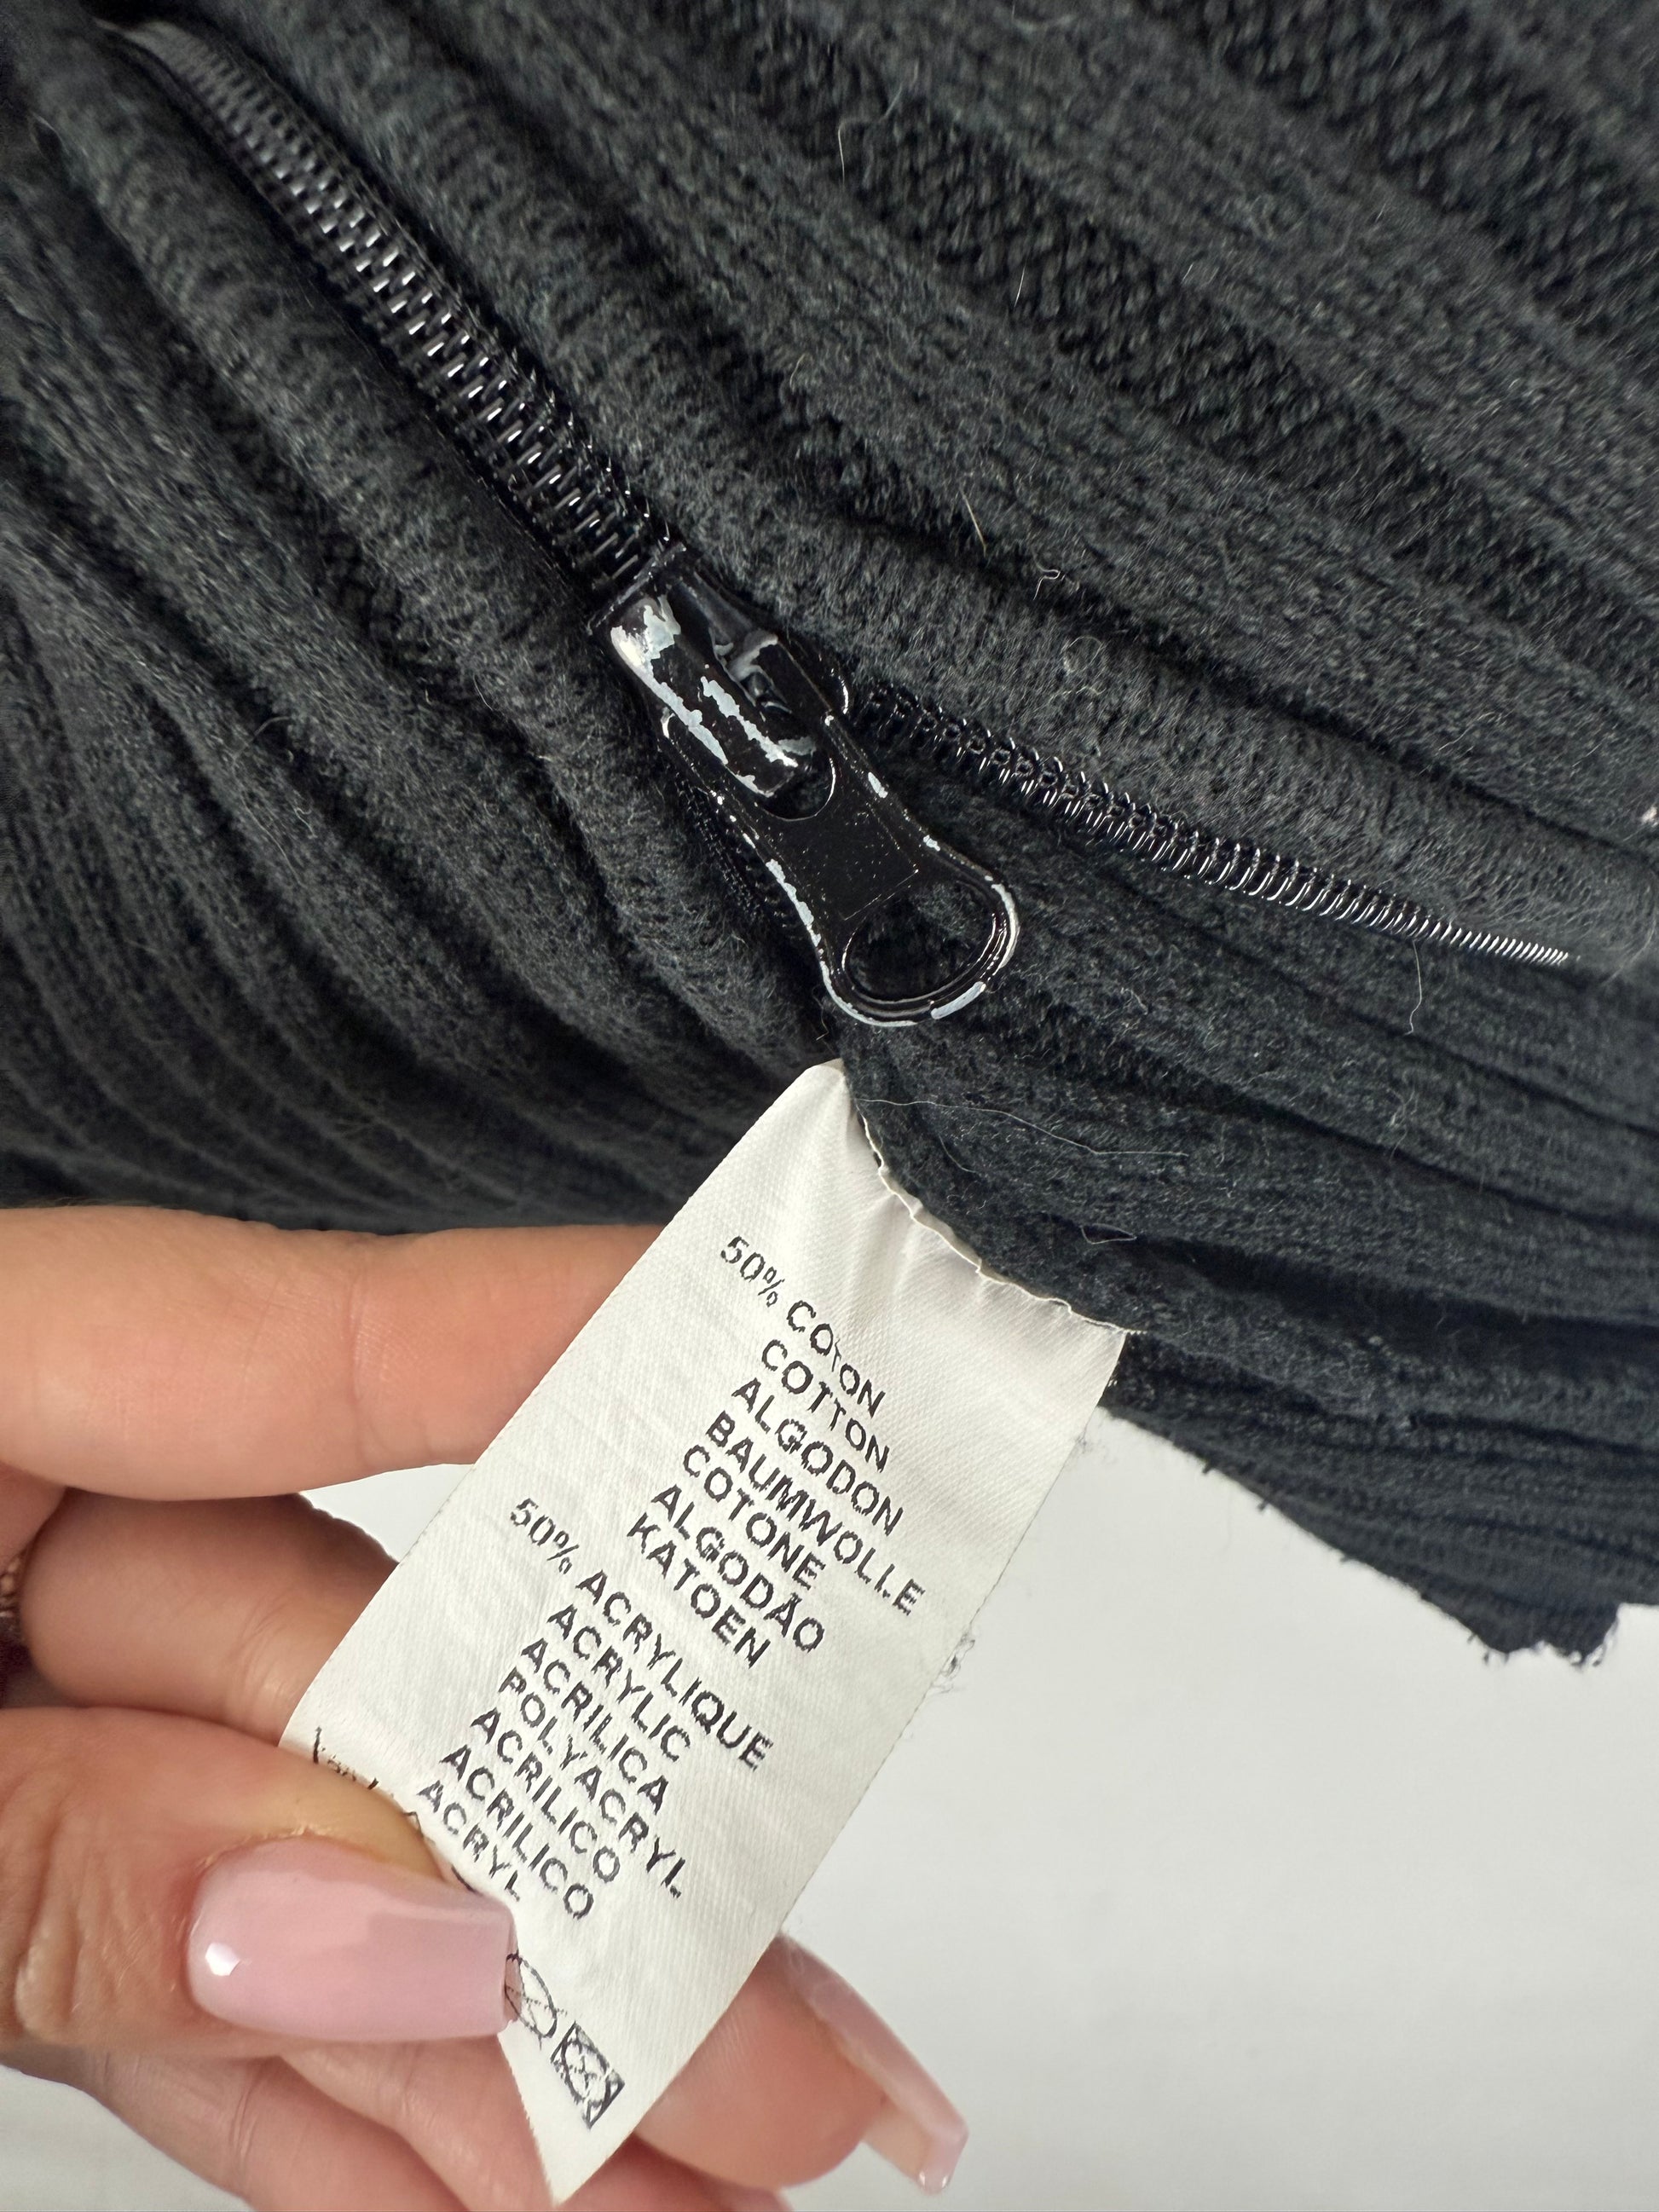 50% COTON
COTTON
ALGODON
BAUMWOLLE
COTONE
ALGODÃO
KATOEN
50% ACRYLIQUE
ACRYLIC
ACRILICA
POLYACRYL
ACRILICO
ACRILICO
ACRYL